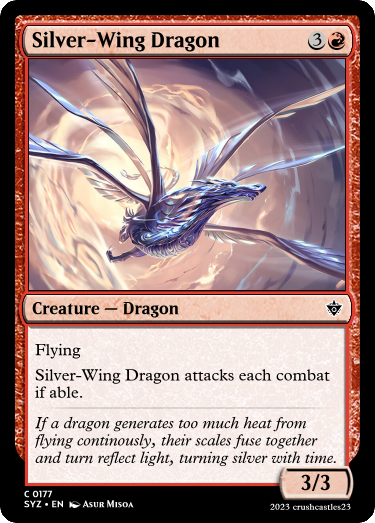 Silver-Wing Dragon 3
Creature — Dragon
Flying
Silver-Wing Dragon attacks each combat
if able.
If a dragon generates too much heat from
flying continously, their scales fuse together
and turn reflect light, turning silver with time.
3/3
C 0177
SYZ • EN Asur Misoa
2023 crushcastles23